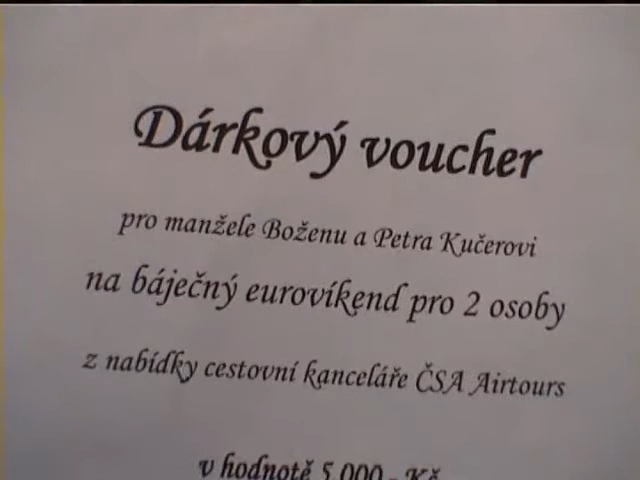 Dárkový voucher
pro manžele Boženu a Petra Kučerovi
na báječný eurovíkend pro 2 osoby
z nabídky cestovní kanceláře ČSA Airtours
v hodnotě 5.000,- Kč